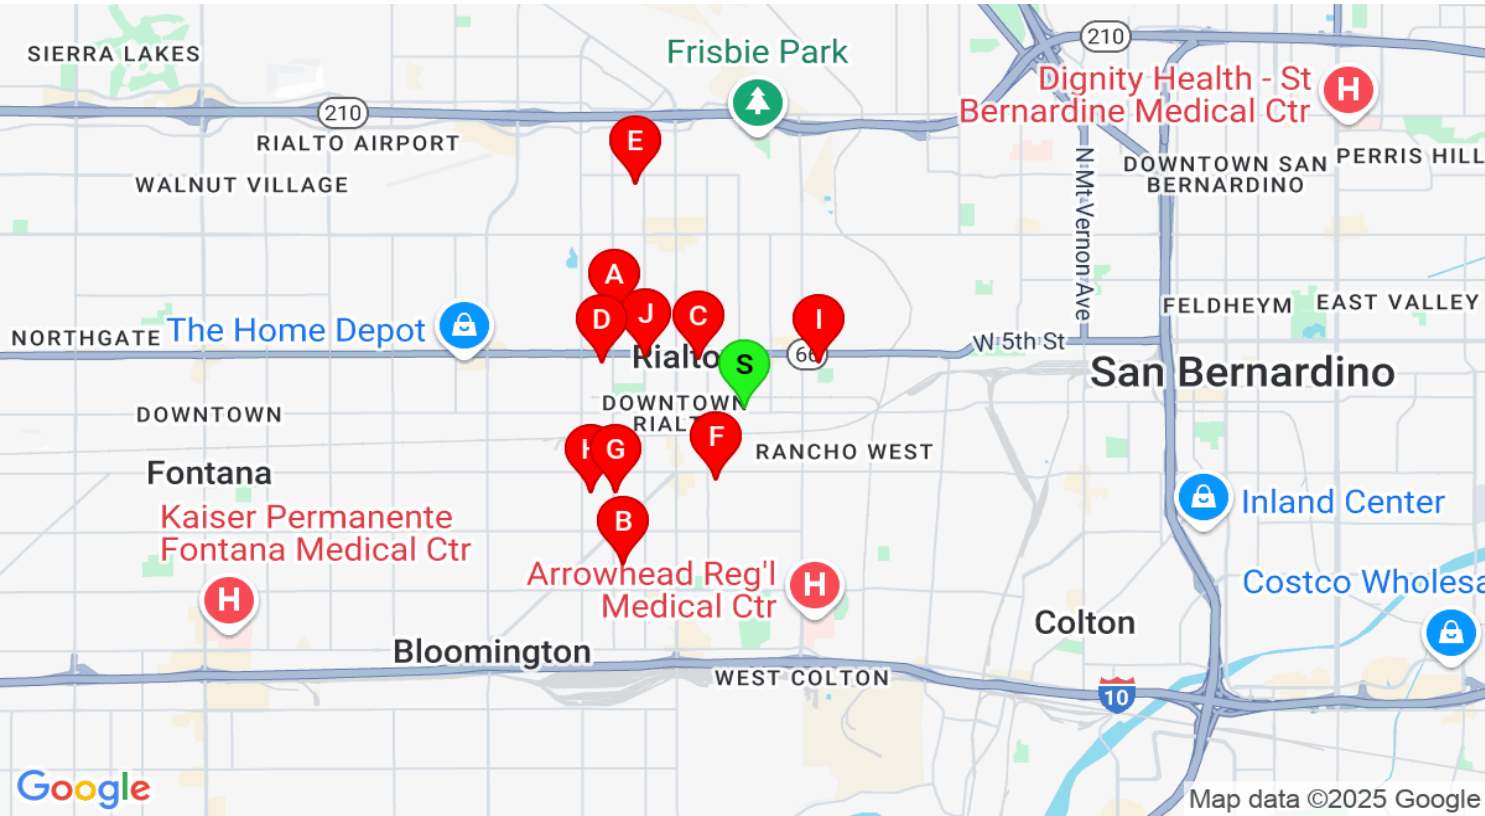 SIERRA LAKES
Frisbie Park
210
Dignity Health - St
Bernardine Medical Ctr
H
210
RIALTO AIRPORT
E
WALNUT VILLAGE
DOWNTOWN SAN
BERNARDINO
PERRIS HILL
N Mt Vernon Ave
A
D
J
C
I
FELDHEYM
EAST VALLEY
NORTHGATE
The Home Depot
Rialto
S
66
W 5th St
San Bernardino
DOWNTOWN
DOWNTOWN
RIALT
F
H
G
RANCHO WEST
Fontana
Kaiser Permanente
Fontana Medical Ctr
H
B
Inland Center
Arrowhead Reg'l
Medical Ctr
H
Costco Wholesa
Colton
Bloomington
WEST COLTON
10
Google
Map data ©2025 Google